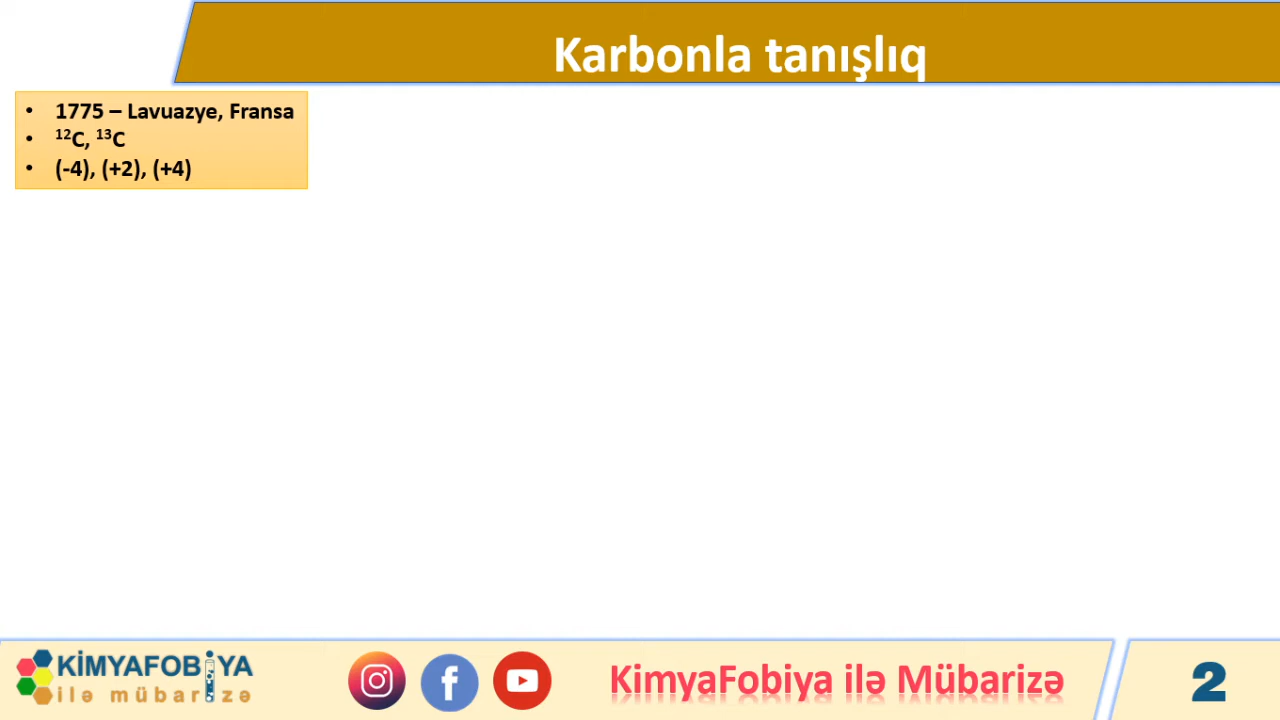 Karbonla tanışlıq
• 1775 – Lavuazye, Fransa
• ¹²C, ¹³C
• (-4), (+2), (+4)
KİMYAFOBİYA
ilə mübarizə
KimyaFobiya ilə Mübarizə
2